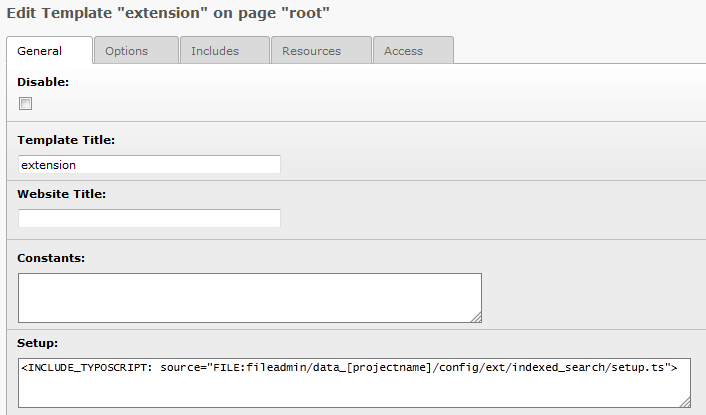 Edit Template "extension" on page "root"
General Options Includes Resources Access
Disable:
Template Title:
extension
Website Title:
Constants:
Setup:
<INCLUDE_TYPOSCRIPT: source="FILE:fileadmin/data_[projectname]/config/ext/indexed_search/setup.ts">